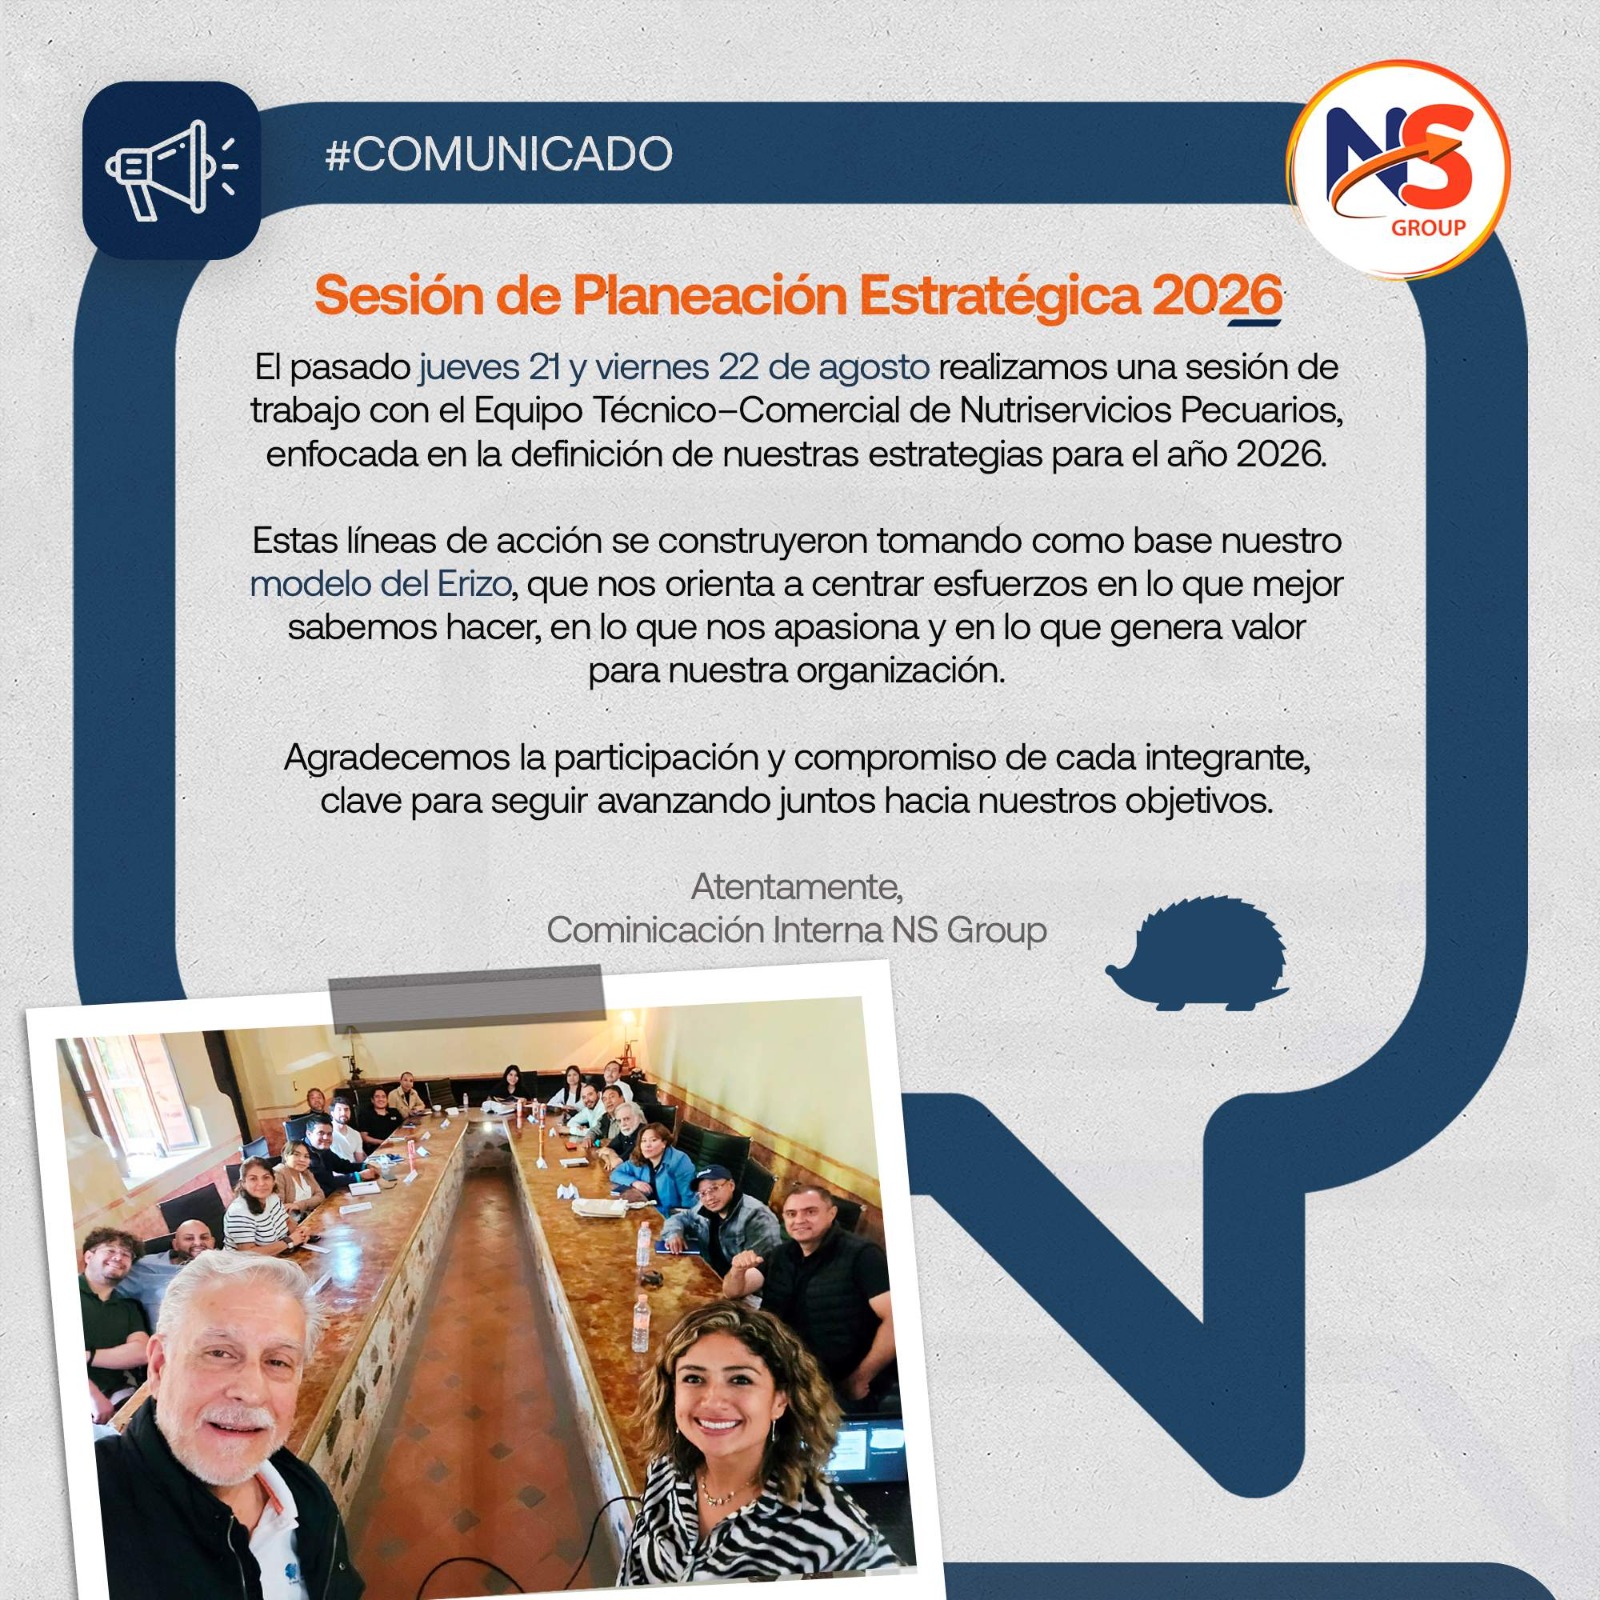 #COMUNICADO
NS
GROUP
Sesión de Planeación Estratégica 2026
El pasado jueves 21 y viernes 22 de agosto realizamos una sesión de
trabajo con el Equipo Técnico–Comercial de Nutriservicios Pecuarios,
enfocada en la definición de nuestras estrategias para el año 2026.
Estas líneas de acción se construyeron tomando como base nuestro
modelo del Erizo, que nos orienta a centrar esfuerzos en lo que mejor
sabemos hacer, en lo que nos apasiona y en lo que genera valor
para nuestra organización.
Agradecemos la participación y compromiso de cada integrante,
clave para seguir avanzando juntos hacia nuestros objetivos.
Atentamente,
Cominicación Interna NS Group